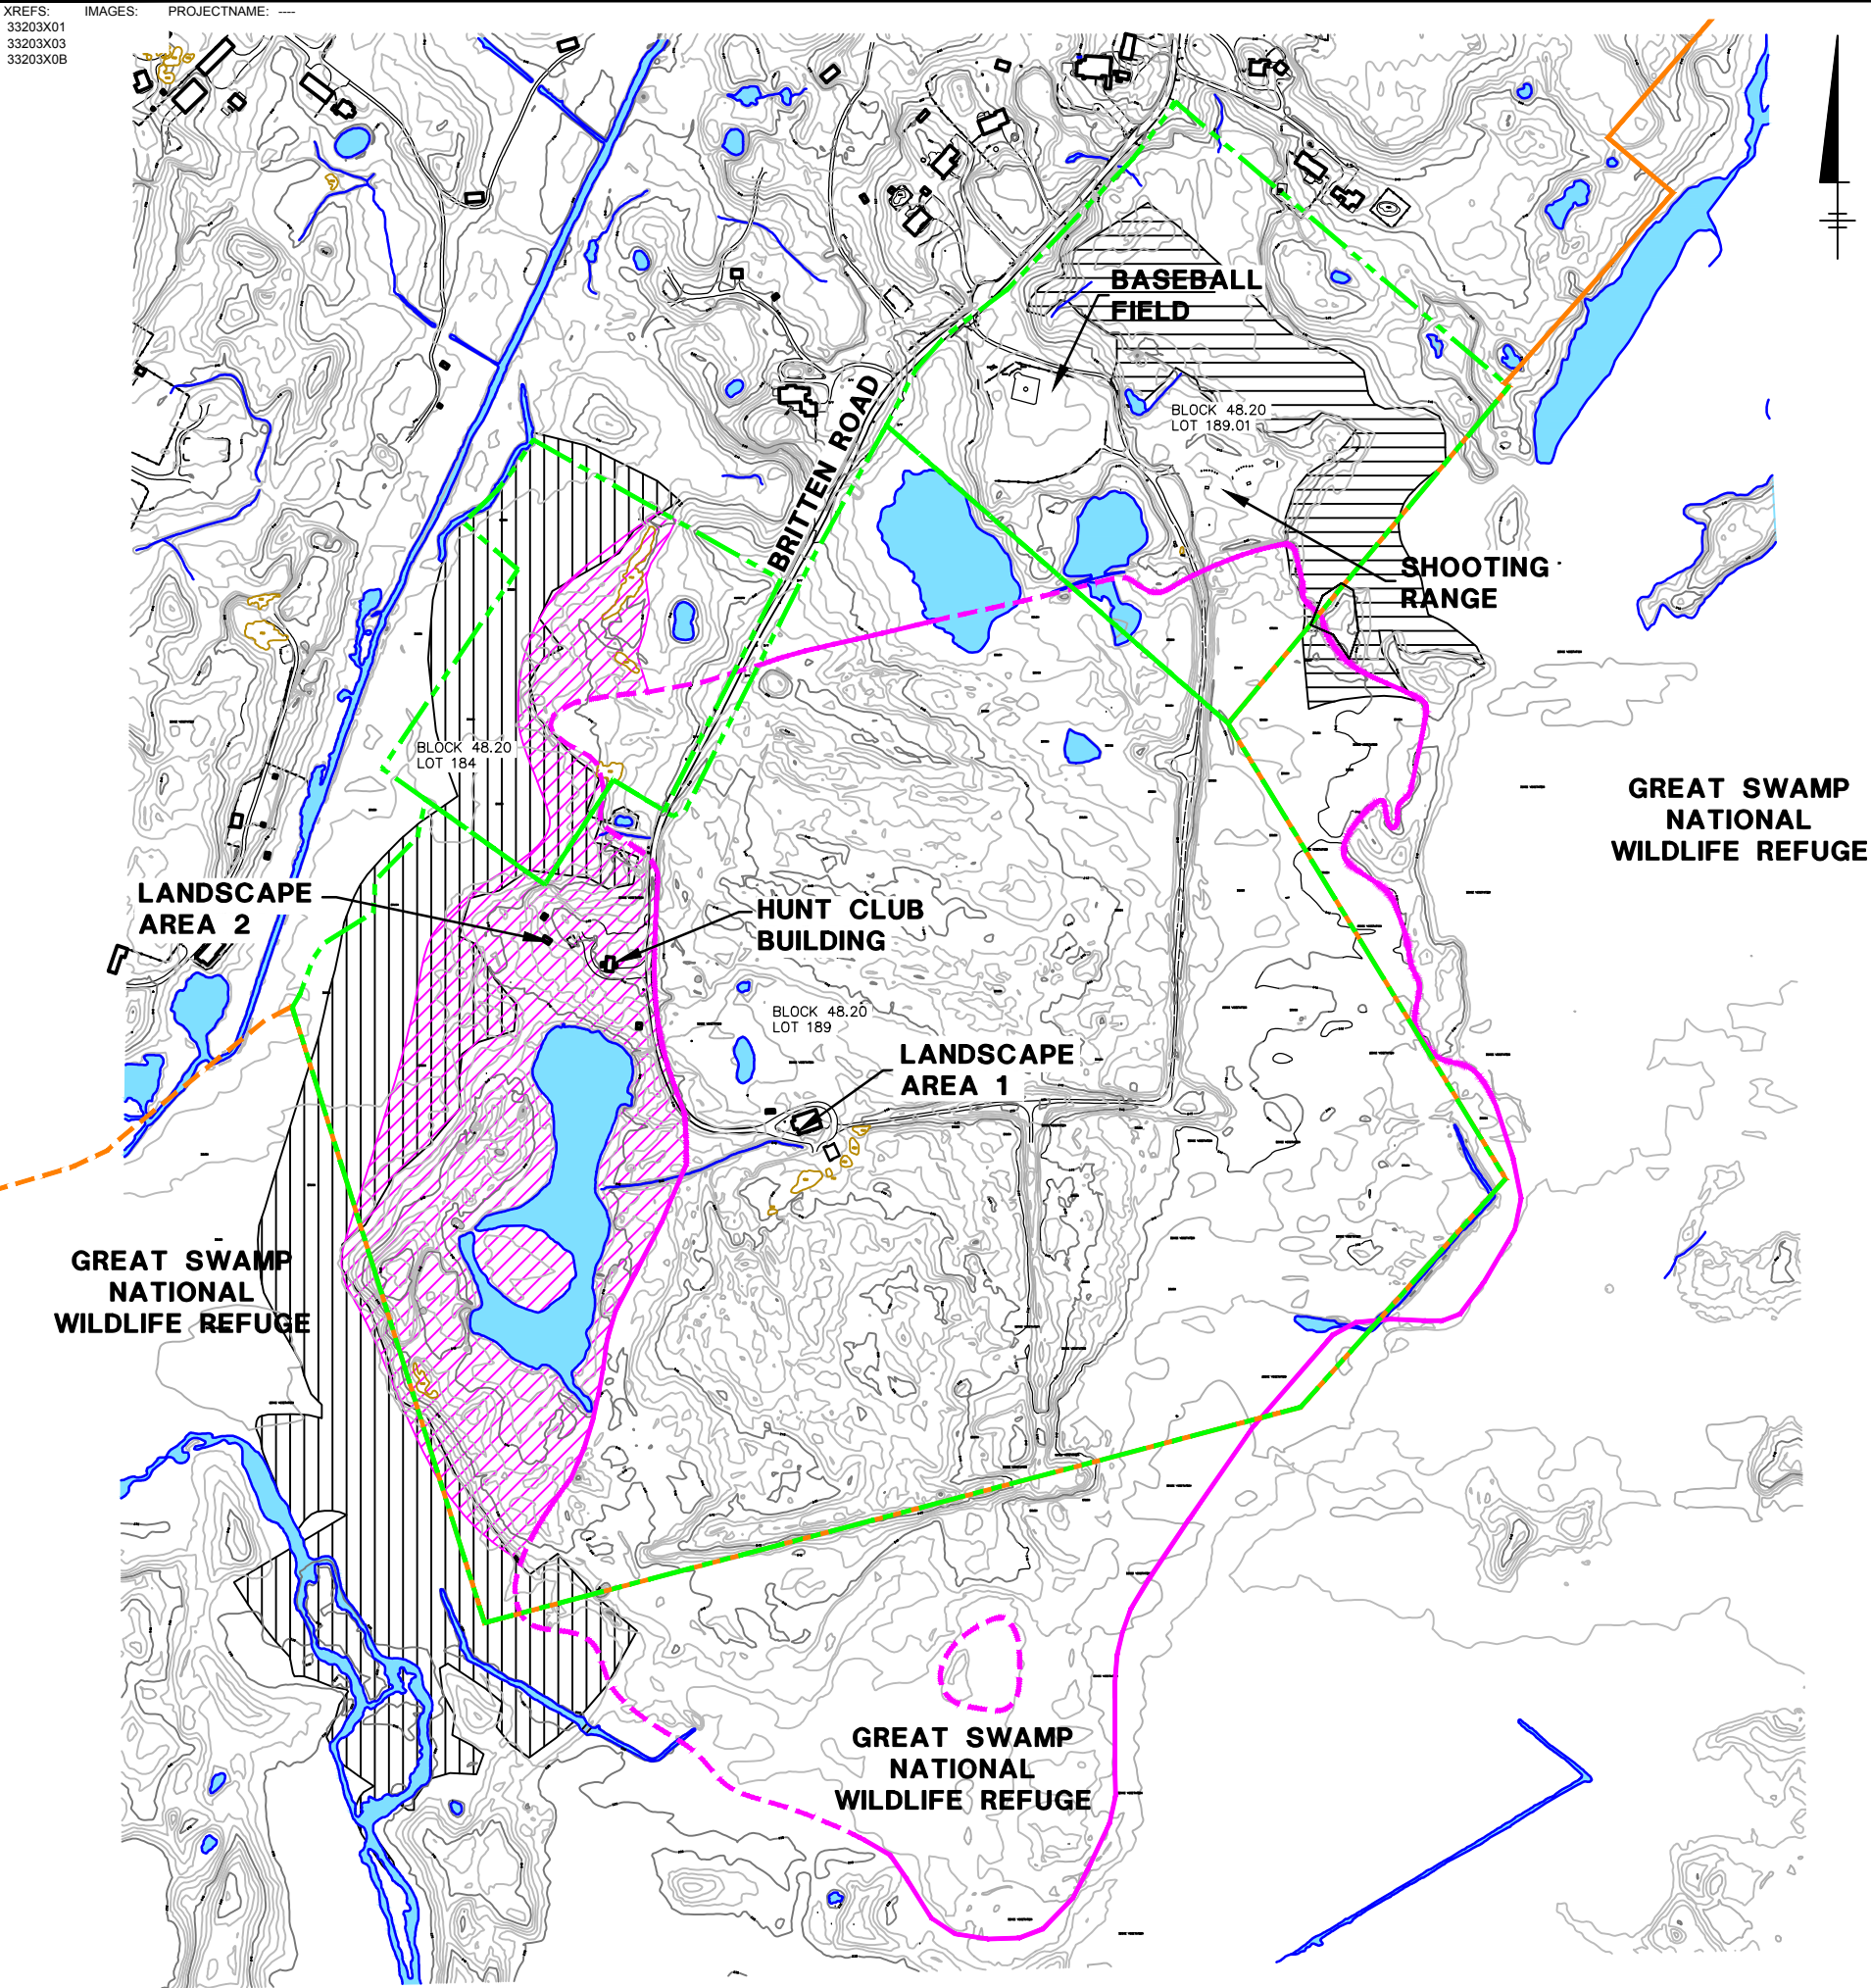 XREFS: IMAGES: PROJECTNAME: ----
33203X01
33203X03
33203X0B
BASEBALL
FIELD
BLOCK 48.20
LOT 189.01
BRITTEN ROAD
SHOOTING
RANGE
BLOCK 48.20
LOT 184
GREAT SWAMP
NATIONAL
WILDLIFE REFUGE
LANDSCAPE
AREA 2
HUNT CLUB
BUILDING
BLOCK 48.20
LOT 189
LANDSCAPE
AREA 1
GREAT SWAMP
NATIONAL
WILDLIFE REFUGE
GREAT SWAMP
NATIONAL
WILDLIFE REFUGE